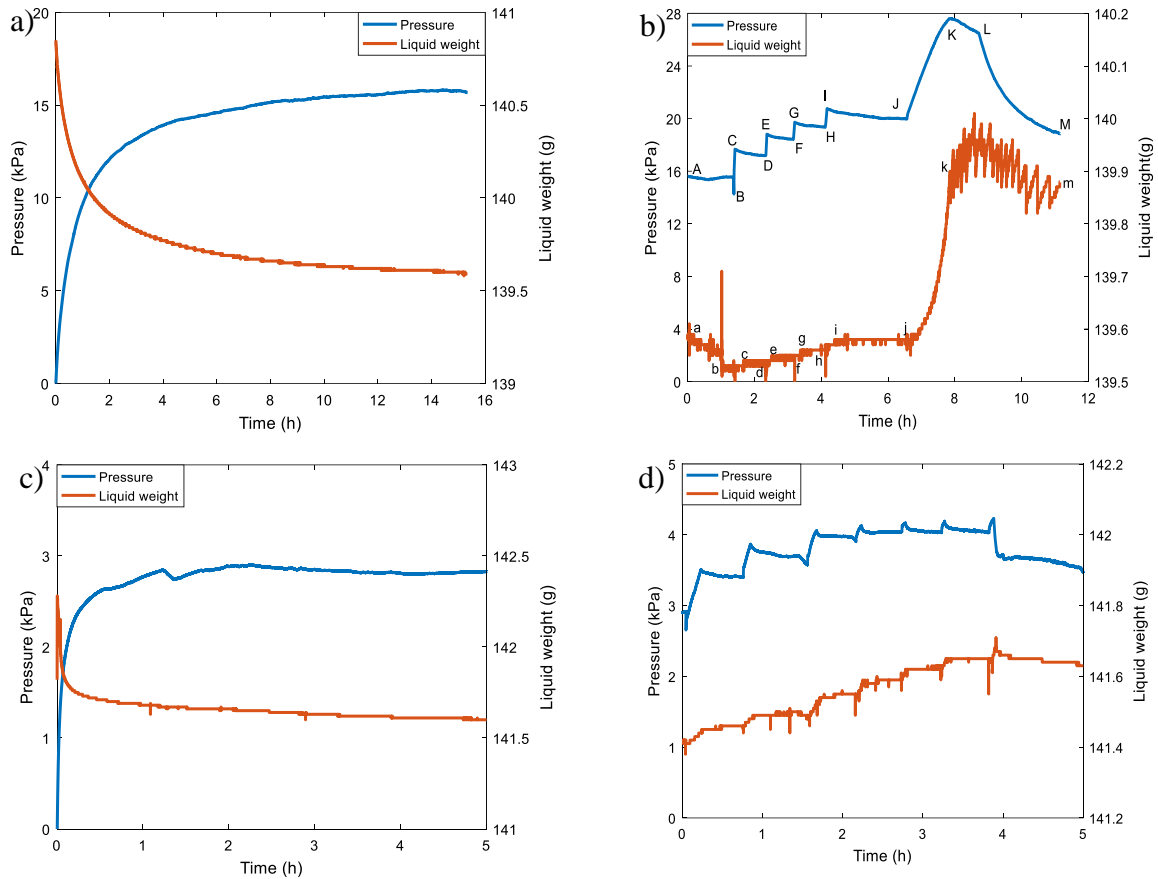 a)
Pressure
Liquid weight
20
15
10
5
0
141
140.5
140
139.5
139
0 2 4 6 8 10 12 14 16
Pressure (kPa)
Liquid weight (g)
Time (h)
b)
Pressure
Liquid weight
28
24
20
16
12
8
4
0
140.2
140.1
140
139.9
139.8
139.7
139.6
139.5
0 2 4 6 8 10 12
Pressure (kPa)
Liquid weight(g)
Time (h)
A
B
C
D
E
F
G
H
I
J
K
L
M
a
b
c
d
e
f
g
h
i
j
k
m
c)
Pressure
Liquid weight
4
3
2
1
0
143
142.5
142
141.5
141
0 1 2 3 4 5
Pressure (kPa)
Liquid weight (g)
Time (h)
d)
Pressure
Liquid weight
5
4
3
2
1
0
142.2
142
141.8
141.6
141.4
141.2
0 1 2 3 4 5
Pressure (kPa)
Liquid weight (g)
Time (h)